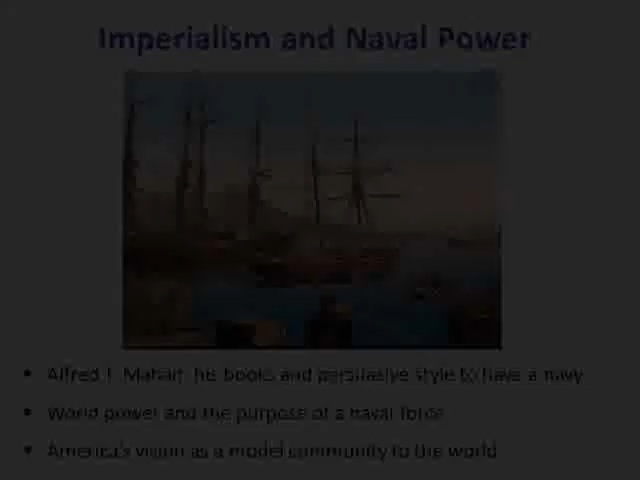 Imperialism and Naval Power
• Alfred T. Mahan, his books and persuasive style to have a navy
• World power and the purpose of a naval force
• America's vision as a model community to the world